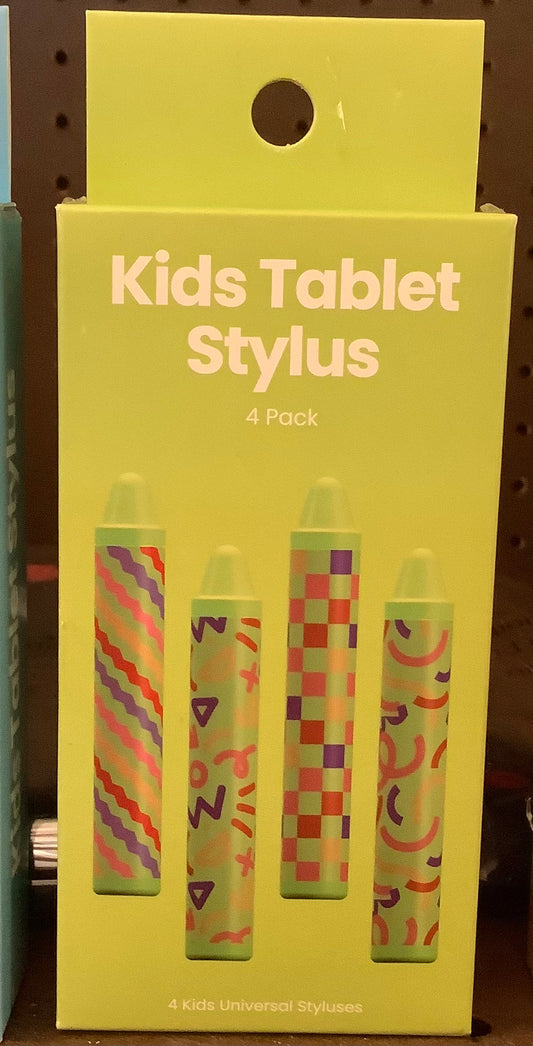 Kids Tablet
Stylus
4 Pack
4 Kids Universal Styluses